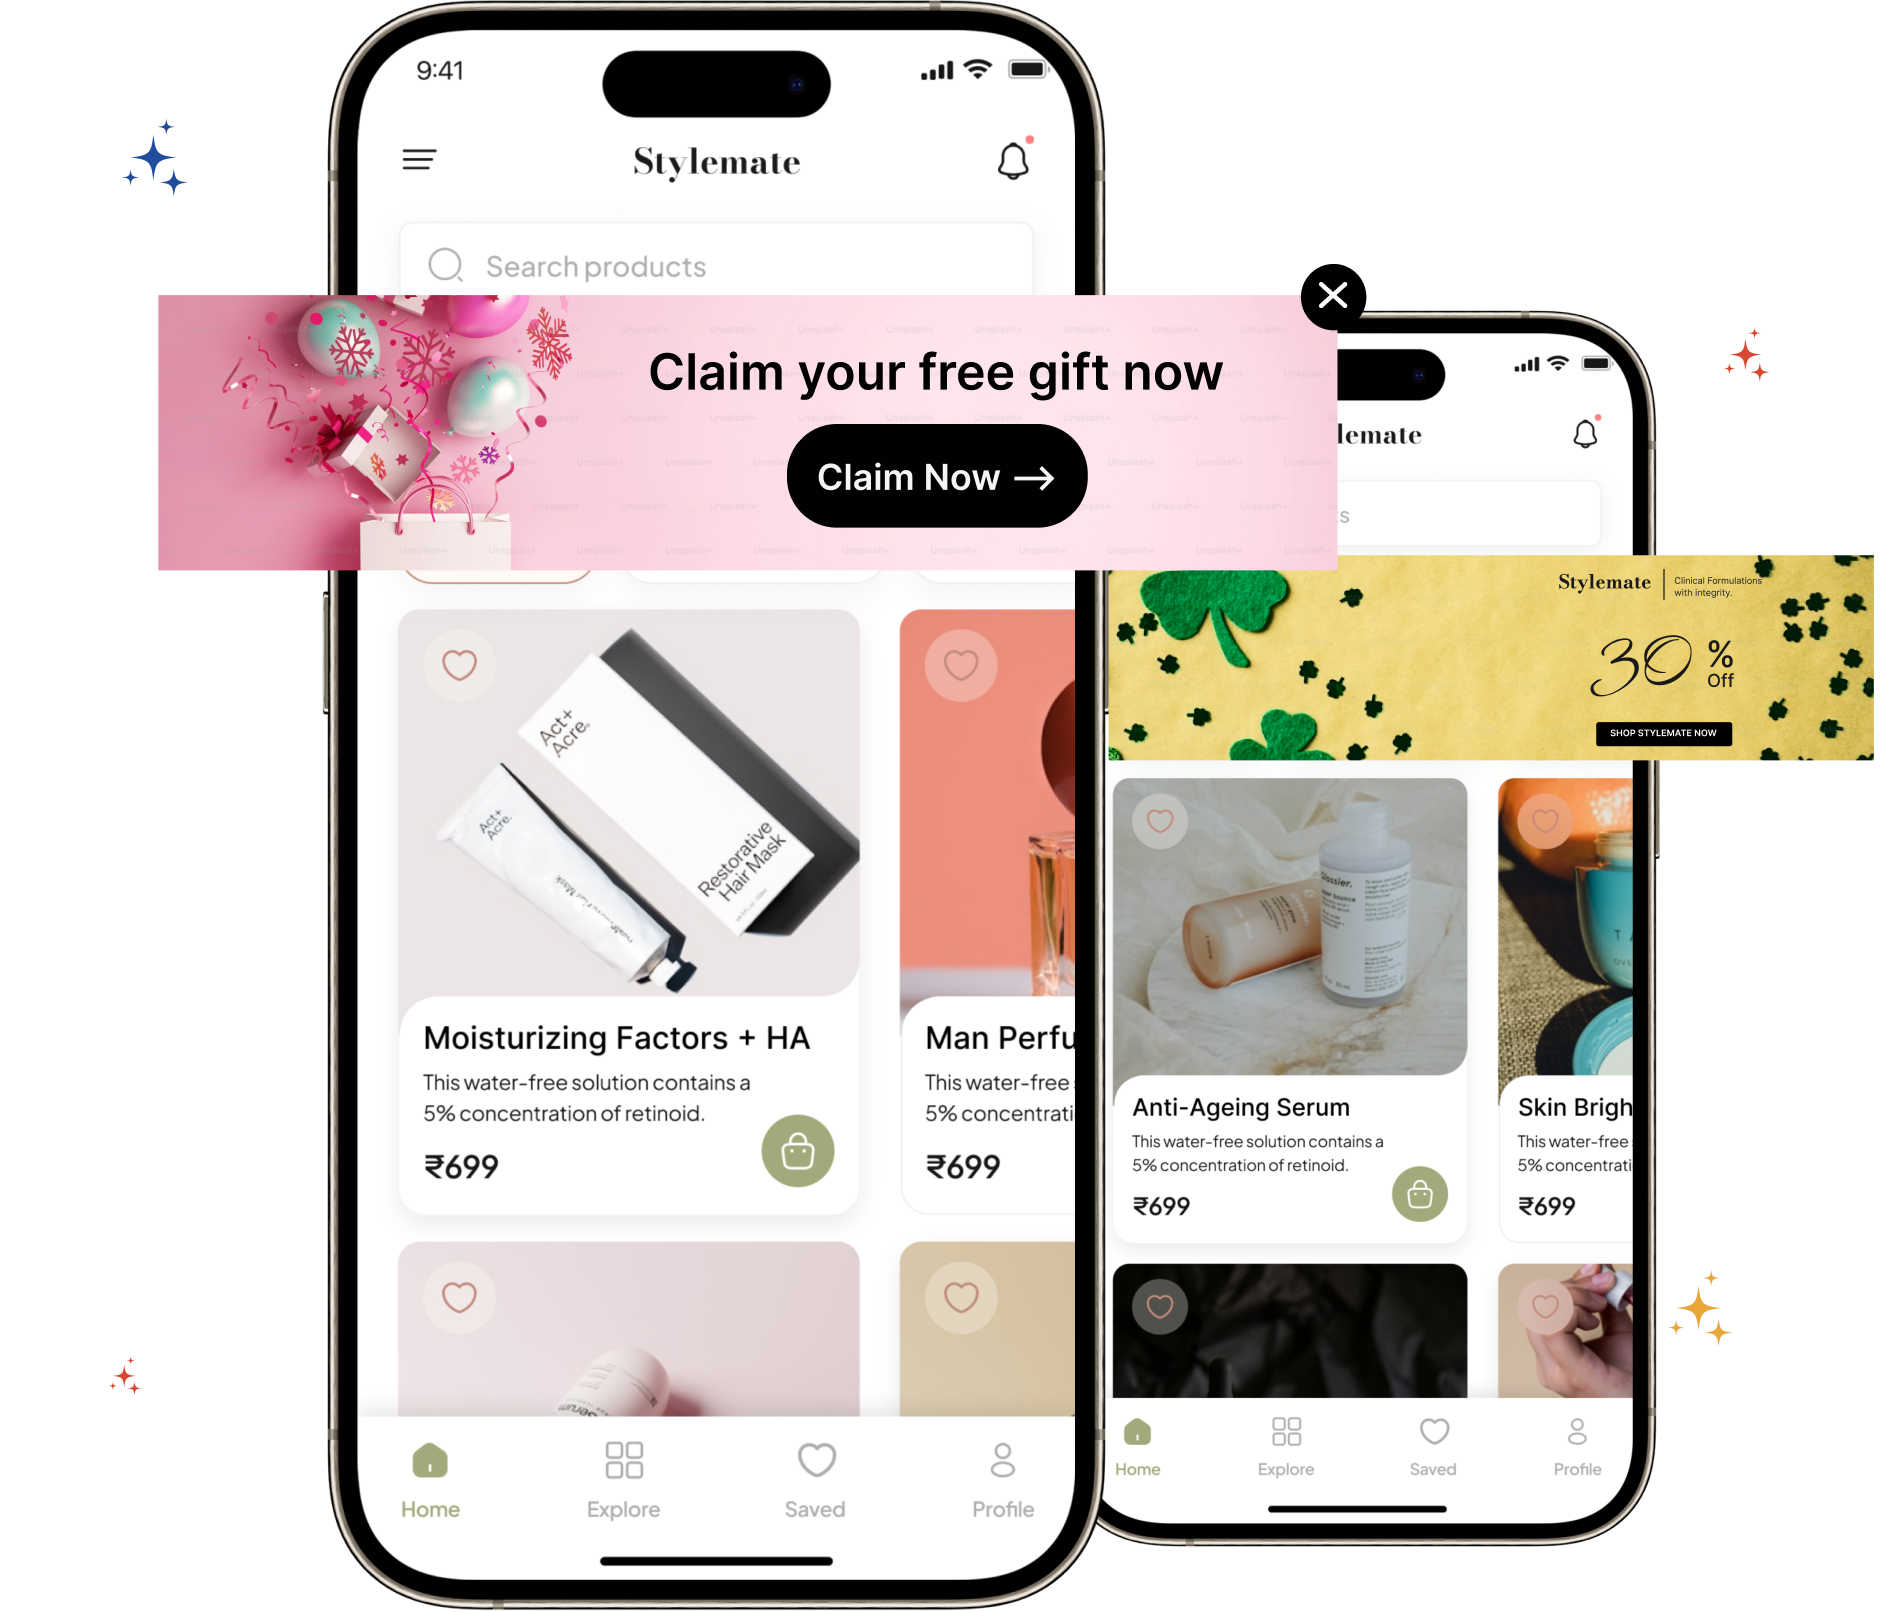 9:41
Stylemate
Search products
Claim your free gift now
Claim Now →
Act+
Acre.
Restorative
Hair Mask
Act+
Acre.
Moisturizing Factors + HA
This water-free solution contains a
5% concentration of retinoid.
₹699
Man Perfu
This water-free
5% concentrati
₹699
Home
Explore
Saved
Profile
lemate
s
Stylemate
Clinical Formulations
with integrity.
30 %
Off
SHOP STYLEMATE NOW
Glossier.
Anti-Ageing Serum
This water-free solution contains a
5% concentration of retinoid.
₹699
Skin Brigh
This water-free
5% concentrati
₹699
Home
Explore
Saved
Profile